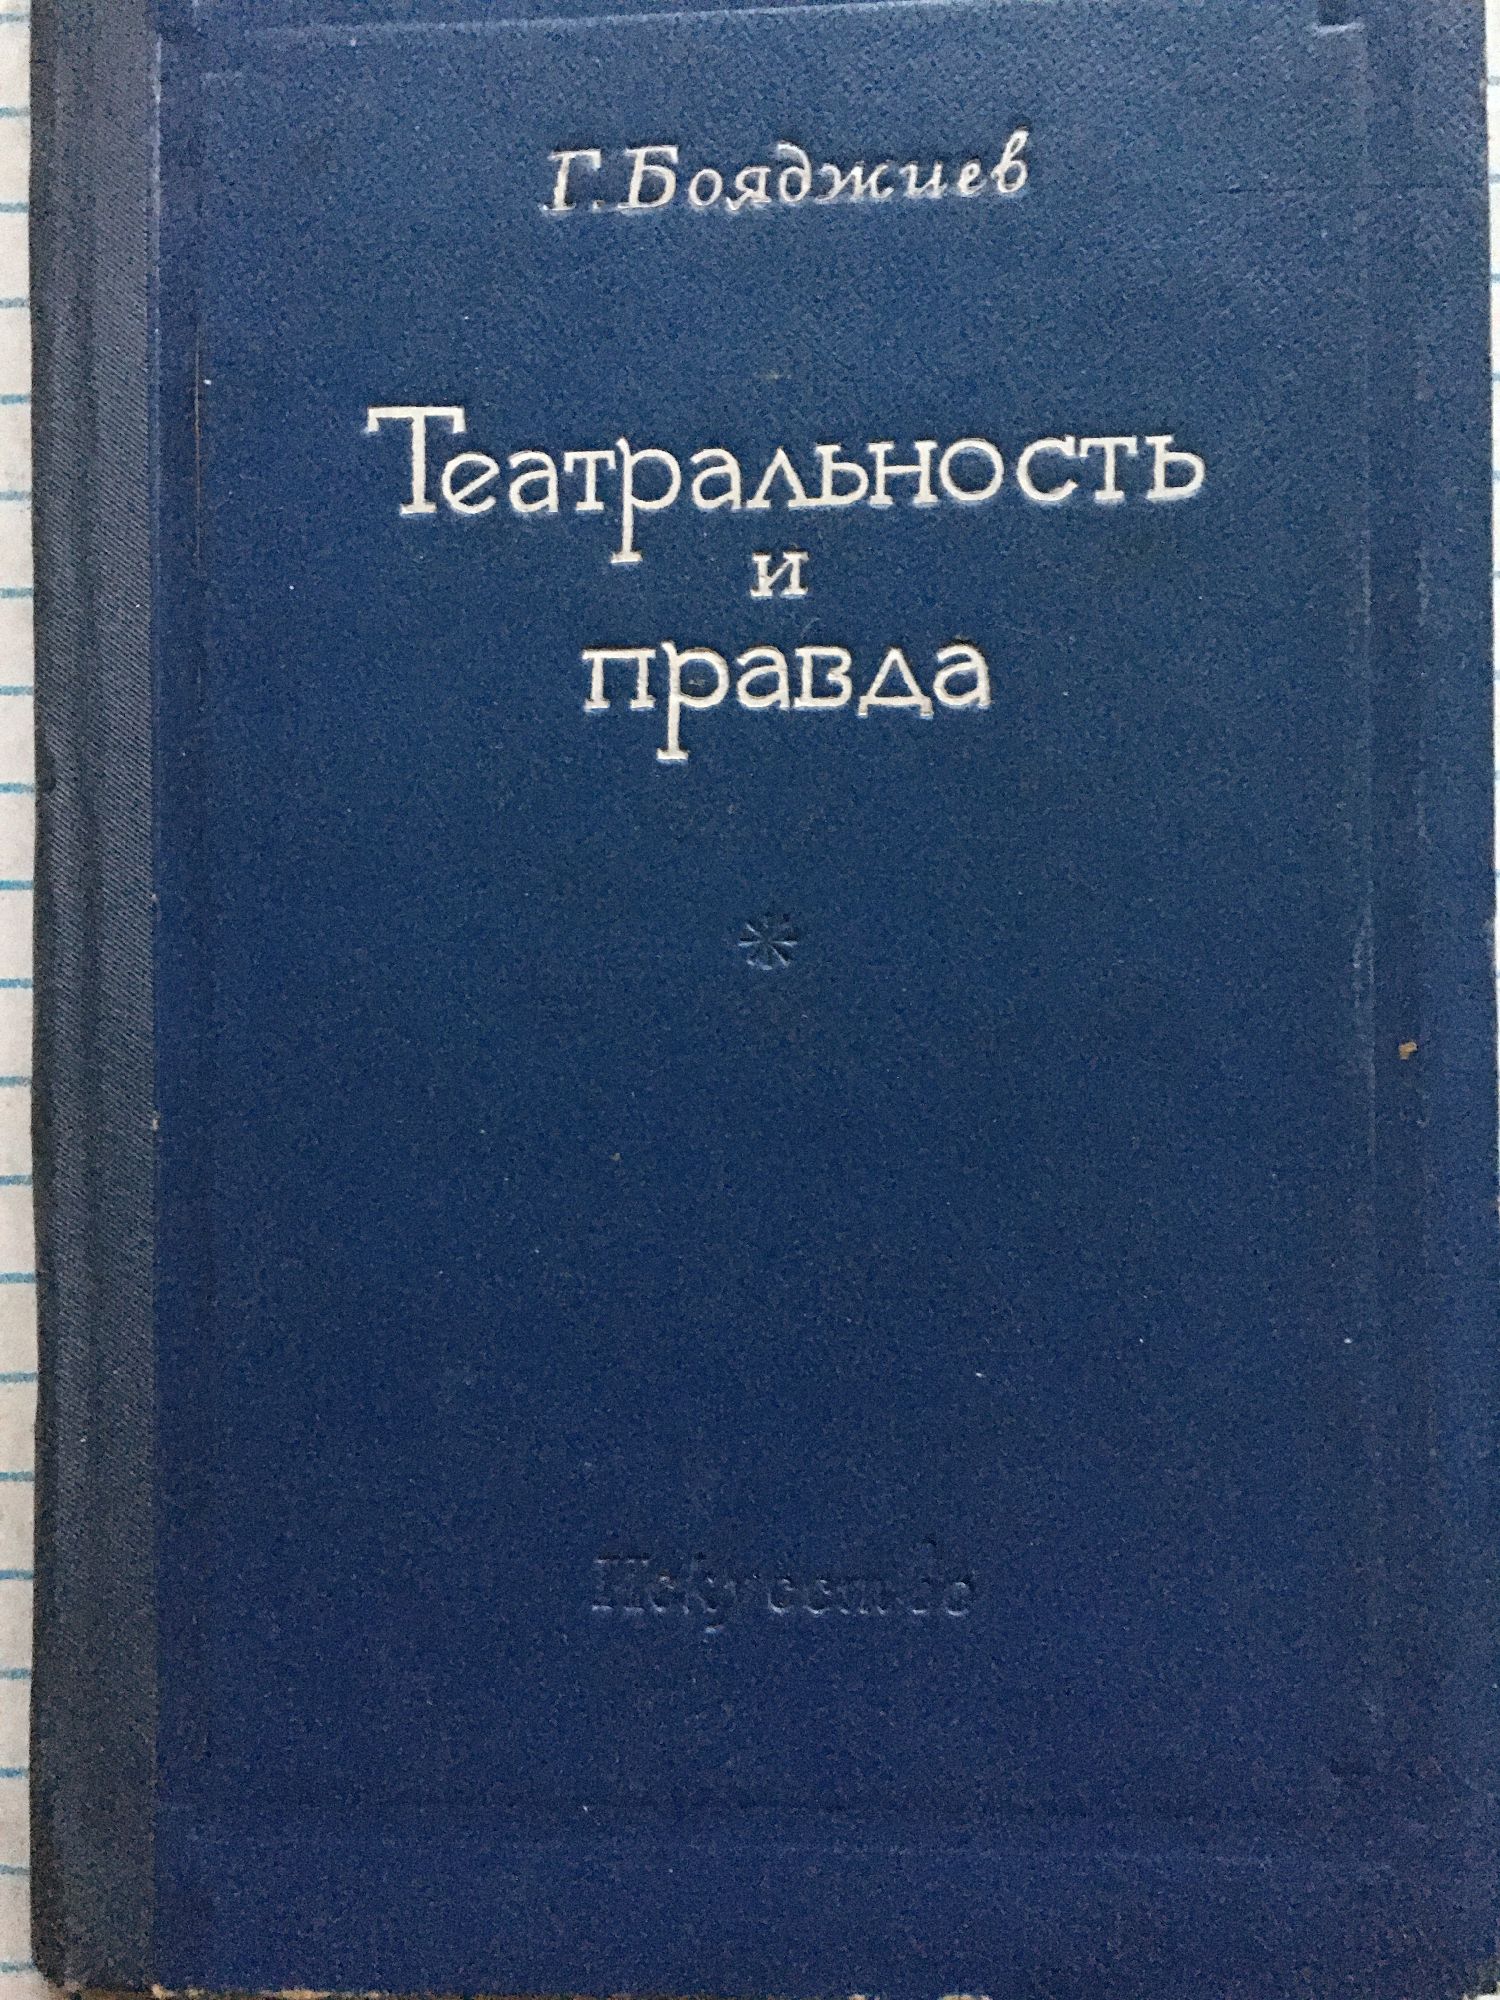 Г. Бояджиев
Театральность
и
правда
Искусство